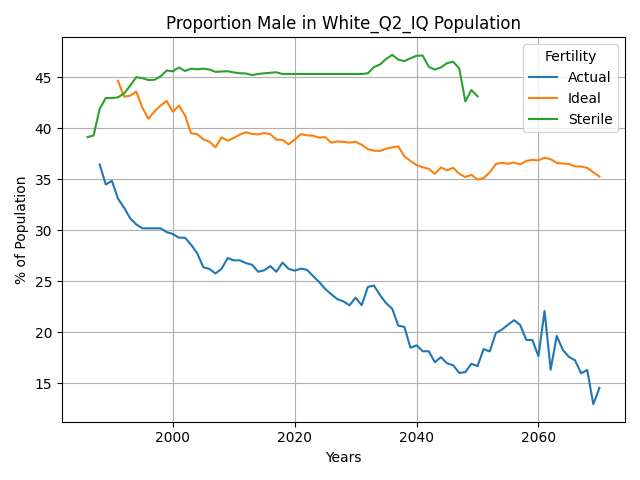 Proportion Male in White_Q2_IQ Population
Fertility
Actual
Ideal
Sterile
% of Population
45
40
35
30
25
20
15
2000
2020
2040
2060
Years